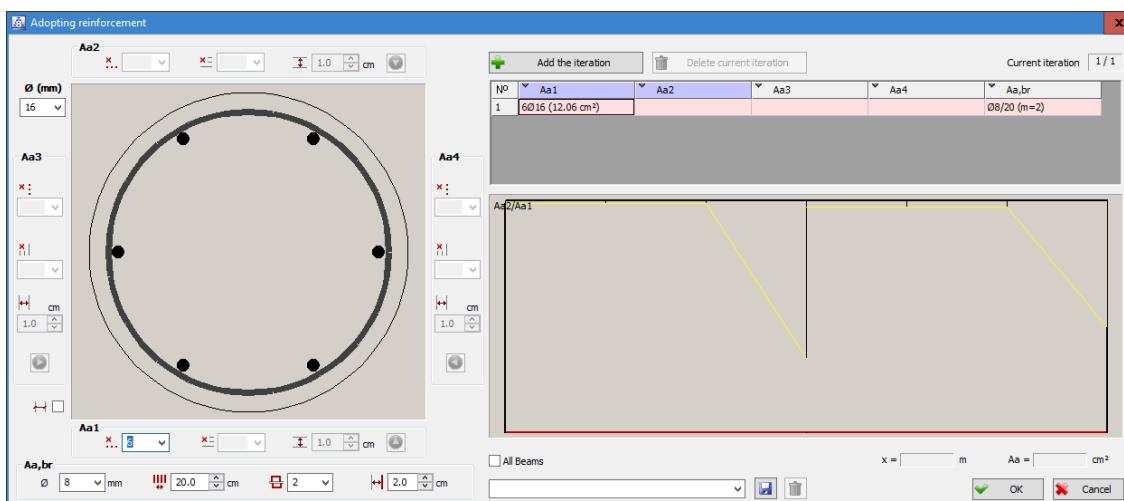 Adopting reinforcement
x
Aa2
1.0 cm
Ø (mm)
16
Aa3
cm
1.0
Aa4
cm
1.0
Aa1
6 1.0 cm
Aa,br
Ø 8 mm 20.0 cm 2 2.0 cm
Add the iteration Delete current iteration Current iteration 1 / 1
Nº Aa1 Aa2 Aa3 Aa4 Aa,br
1 6Ø16 (12.06 cm²) Ø8/20 (m=2)
Aa2/Aa1
All Beams x = m Aa = cm²
OK Cancel